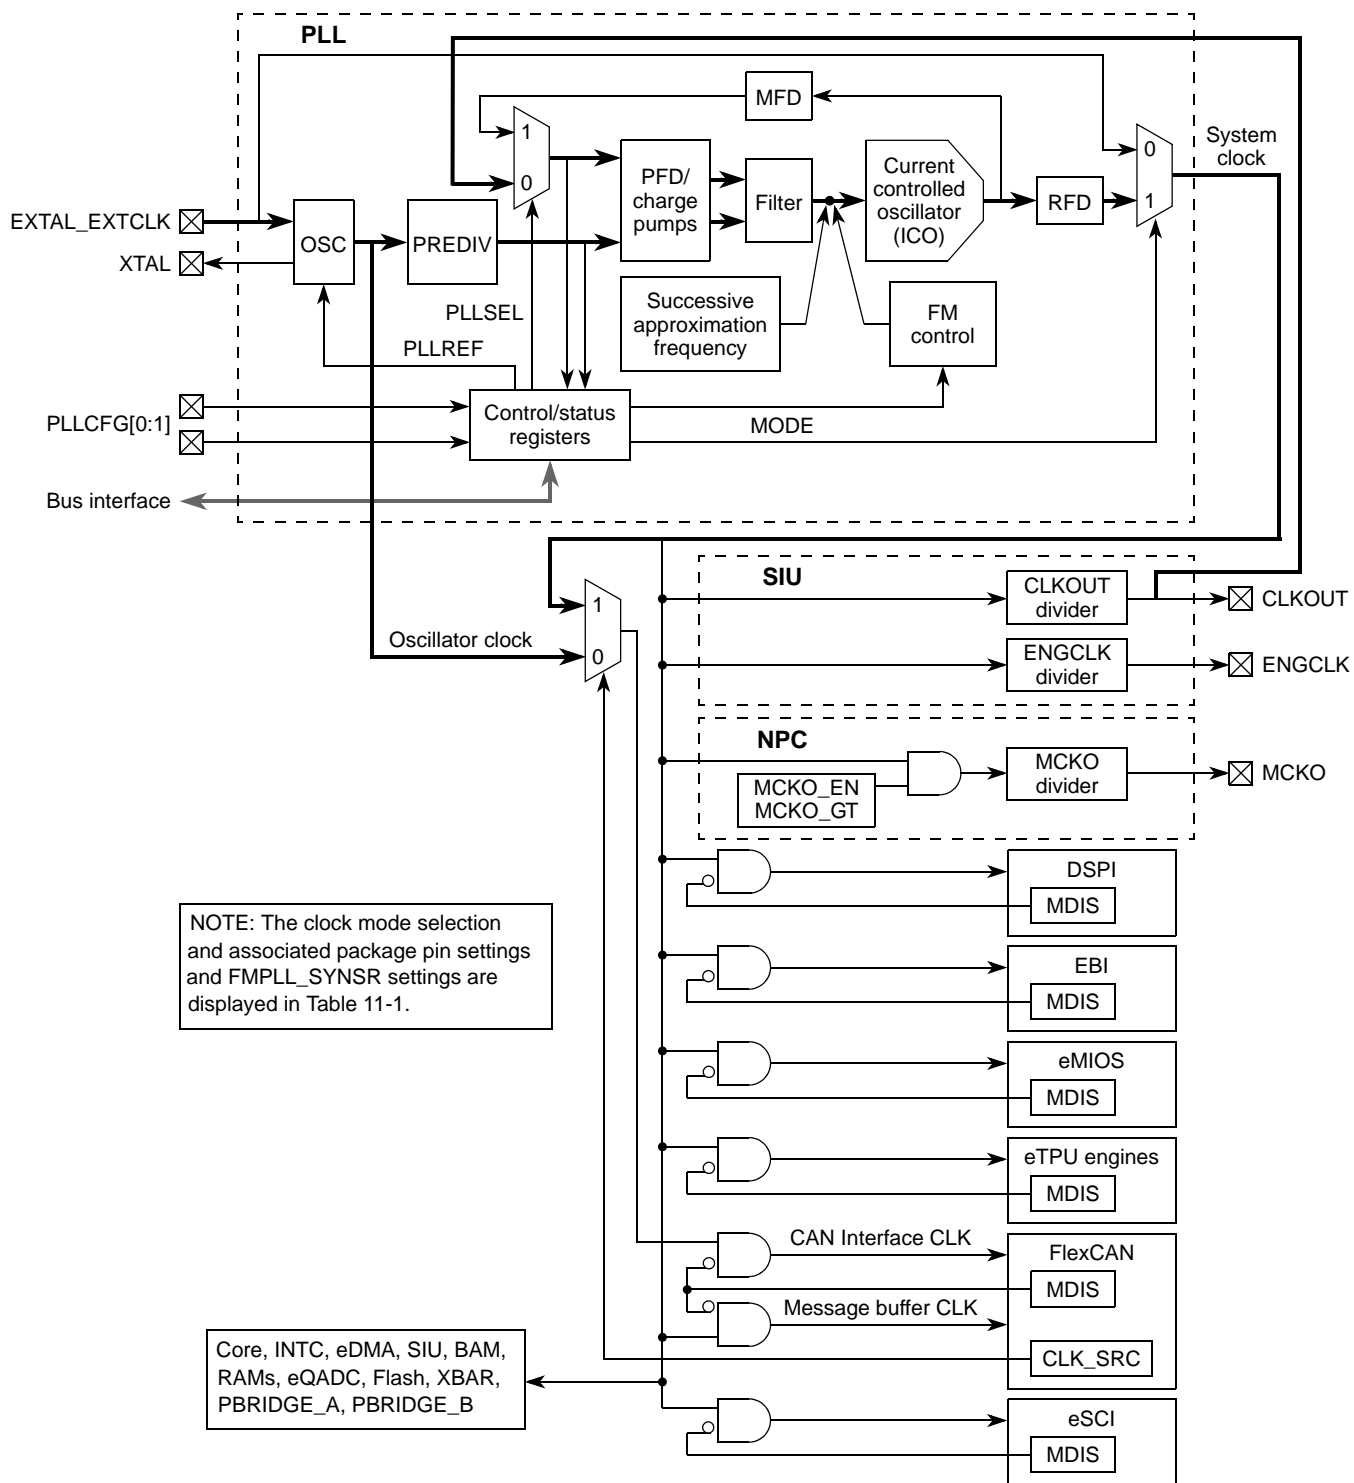 PLL
MFD
1
0
System
clock
0
1
PFD/
charge
pumps
Filter
Current
controlled
oscillator
(ICO)
RFD
EXTAL_EXTCLK
XTAL
OSC
PREDIV
PLLSEL
PLLREF
Successive
approximation
frequency
FM
control
PLLCFG[0:1]
Control/status
registers
MODE
Bus interface
SIU
1
0
Oscillator clock
CLKOUT
divider
CLKOUT
ENGCLK
divider
ENGCLK
NPC
MCKO_EN
MCKO_GT
MCKO
divider
MCKO
DSPI
MDIS
NOTE: The clock mode selection
and associated package pin settings
and FMPLL_SYNSR settings are
displayed in Table 11-1.
EBI
MDIS
eMIOS
MDIS
eTPU engines
MDIS
CAN Interface CLK
FlexCAN
MDIS
Message buffer CLK
CLK_SRC
Core, INTC, eDMA, SIU, BAM,
RAMs, eQADC, Flash, XBAR,
PBRIDGE_A, PBRIDGE_B
eSCI
MDIS